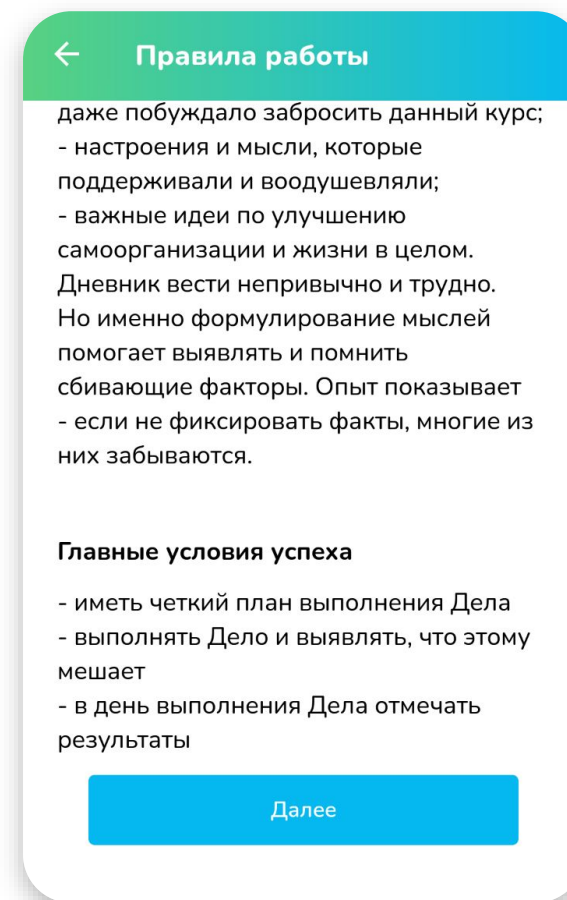 Правила работы
даже побуждало забросить данный курс;
- настроения и мысли, которые
поддерживали и воодушевляли;
- важные идеи по улучшению
самоорганизации и жизни в целом.
Дневник вести непривычно и трудно.
Но именно формулирование мыслей
помогает выявлять и помнить
сбивающие факторы. Опыт показывает
- если не фиксировать факты, многие из
них забываются.
Главные условия успеха
- иметь четкий план выполнения Дела
- выполнять Дело и выявлять, что этому
мешает
- в день выполнения Дела отмечать
результаты
Далее